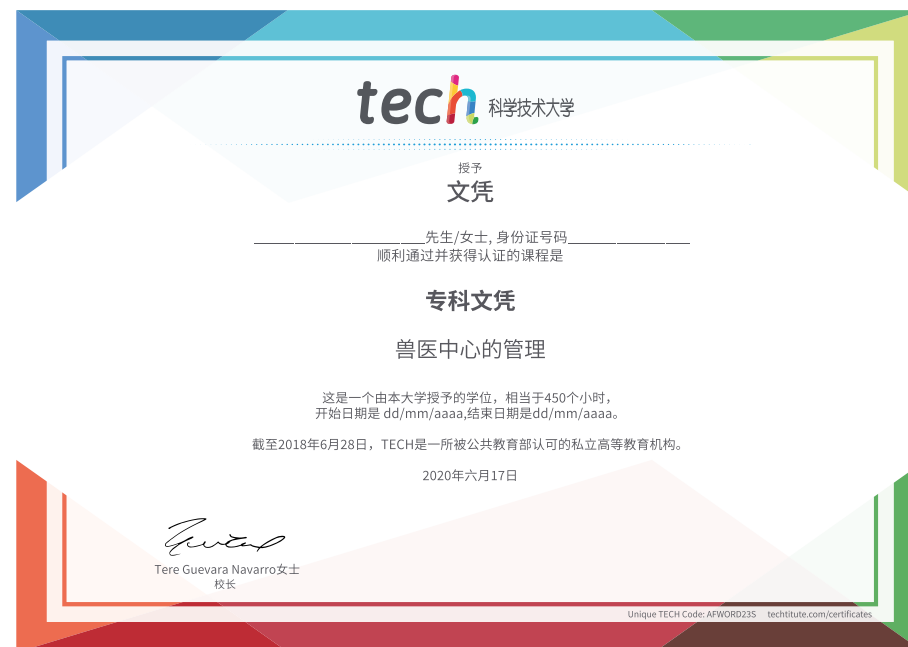 tech 科学技术大学
授予
文凭
________________________先生/女士, 身份证号码_________________
顺利通过并获得认证的课程是
专科文凭
兽医中心的管理
这是一个由本大学授予的学位，相当于450个小时，
开始日期是 dd/mm/aaaa,结束日期是dd/mm/aaaa。
截至2018年6月28日，TECH是一所被公共教育部认可的私立高等教育机构。
2020年六月17日
Tere Guevara Navarro女士
校长
Unique TECH Code: AFWORD23S techtitute.com/certificates